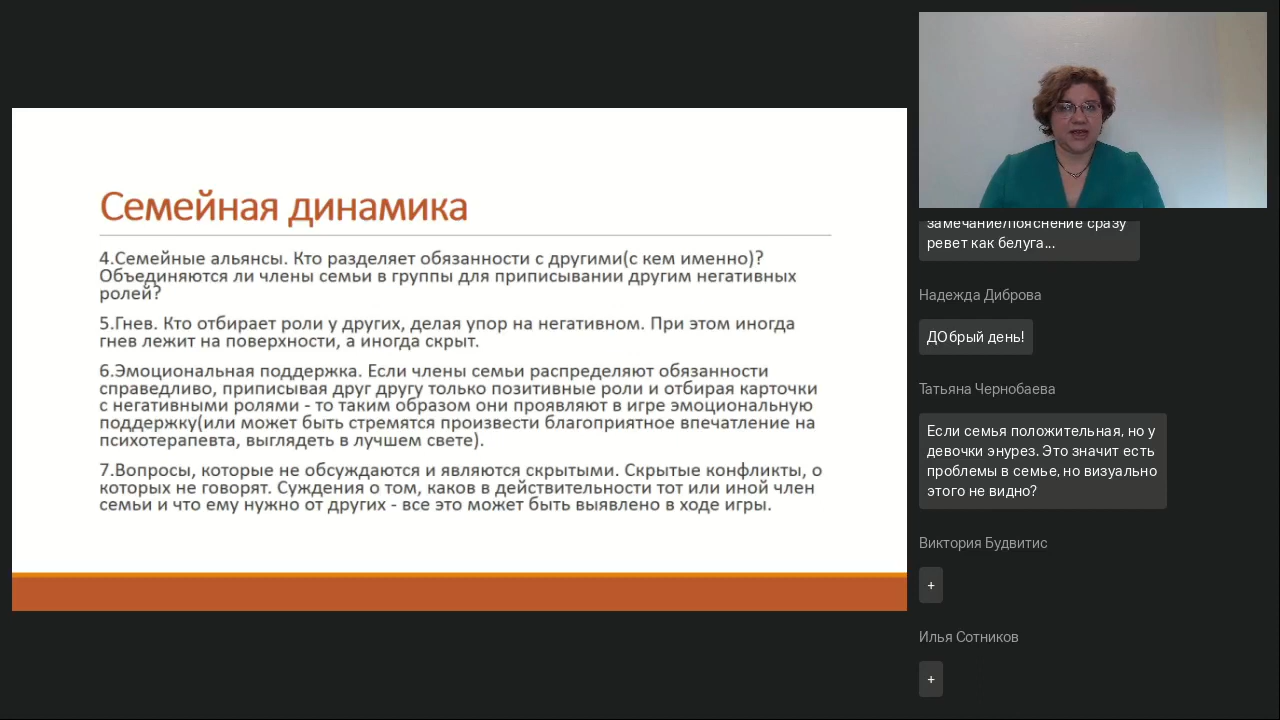 Семейная динамика
4.Семейные альянсы. Кто разделяет обязанности с другими(с кем именно)?
Объединяются ли члены семьи в группы для приписывании другим негативных
ролей?
5.Гнев. Кто отбирает роли у других, делая упор на негативном. При этом иногда
гнев лежит на поверхности, а иногда скрыт.
6.Эмоциональная поддержка. Если члены семьи распределяют обязанности
справедливо, приписывая друг другу только позитивные роли и отбирая карточки
с негативными ролями - то таким образом они проявляют в игре эмоциональную
поддержку(или может быть стремятся произвести благоприятное впечатление на
психотерапевта, выглядеть в лучшем свете).
7.Вопросы, которые не обсуждаются и являются скрытыми. Скрытые конфликты, о
которых не говорят. Суждения о том, каков в действительности тот или иной член
семьи и что ему нужно от других - все это может быть выявлено в ходе игры.
замечание/пояснение сразу
ревет как белуга...
Надежда Диброва
ДОбрый день!
Татьяна Чернобаева
Если семья положительная, но у
девочки энурез. Это значит есть
проблемы в семье, но визуально
этого не видно?
Виктория Будвитис
+
Илья Сотников
+